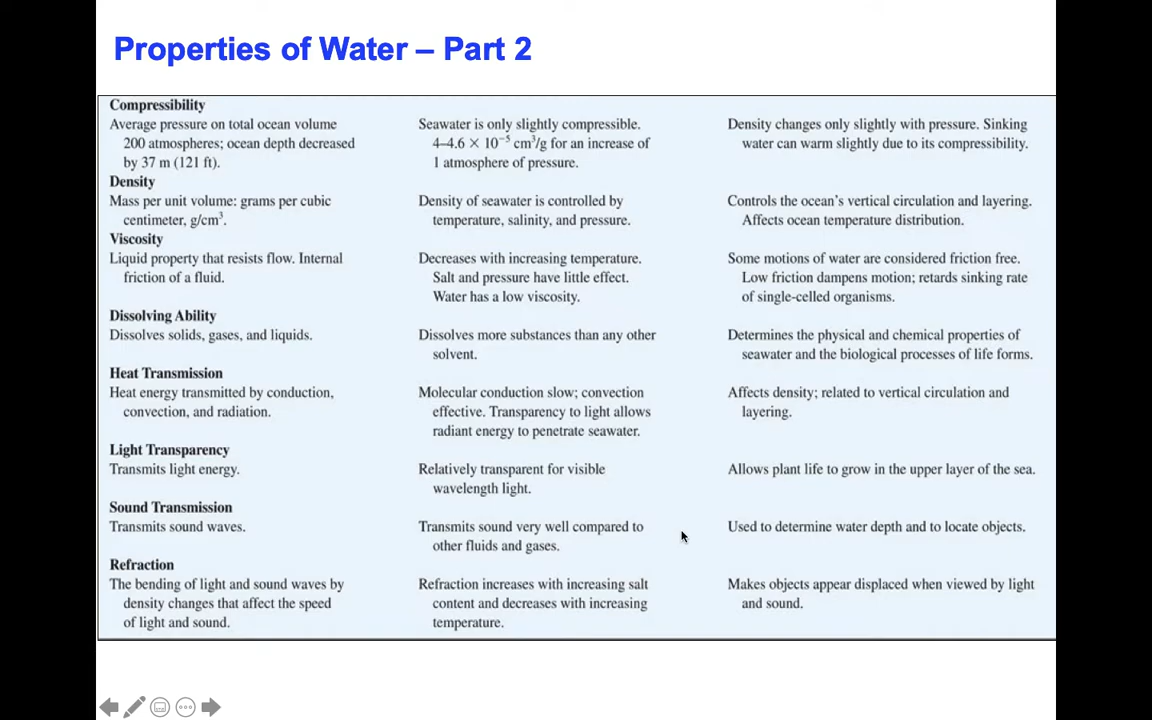 Properties of Water – Part 2
Compressibility
Average pressure on total ocean volume
200 atmospheres; ocean depth decreased
by 37 m (121 ft).
Seawater is only slightly compressible.
4–4.6 × 10⁻⁵ cm³/g for an increase of
1 atmosphere of pressure.
Density changes only slightly with pressure. Sinking
water can warm slightly due to its compressibility.
Density
Mass per unit volume: grams per cubic
centimeter, g/cm³.
Density of seawater is controlled by
temperature, salinity, and pressure.
Controls the ocean's vertical circulation and layering.
Affects ocean temperature distribution.
Viscosity
Liquid property that resists flow. Internal
friction of a fluid.
Decreases with increasing temperature.
Salt and pressure have little effect.
Water has a low viscosity.
Some motions of water are considered friction free.
Low friction dampens motion; retards sinking rate
of single-celled organisms.
Dissolving Ability
Dissolves solids, gases, and liquids.
Dissolves more substances than any other
solvent.
Determines the physical and chemical properties of
seawater and the biological processes of life forms.
Heat Transmission
Heat energy transmitted by conduction,
convection, and radiation.
Molecular conduction slow; convection
effective. Transparency to light allows
radiant energy to penetrate seawater.
Affects density; related to vertical circulation and
layering.
Light Transparency
Transmits light energy.
Relatively transparent for visible
wavelength light.
Allows plant life to grow in the upper layer of the sea.
Sound Transmission
Transmits sound waves.
Transmits sound very well compared to
other fluids and gases.
Used to determine water depth and to locate objects.
Refraction
The bending of light and sound waves by
density changes that affect the speed
of light and sound.
Refraction increases with increasing salt
content and decreases with increasing
temperature.
Makes objects appear displaced when viewed by light
and sound.